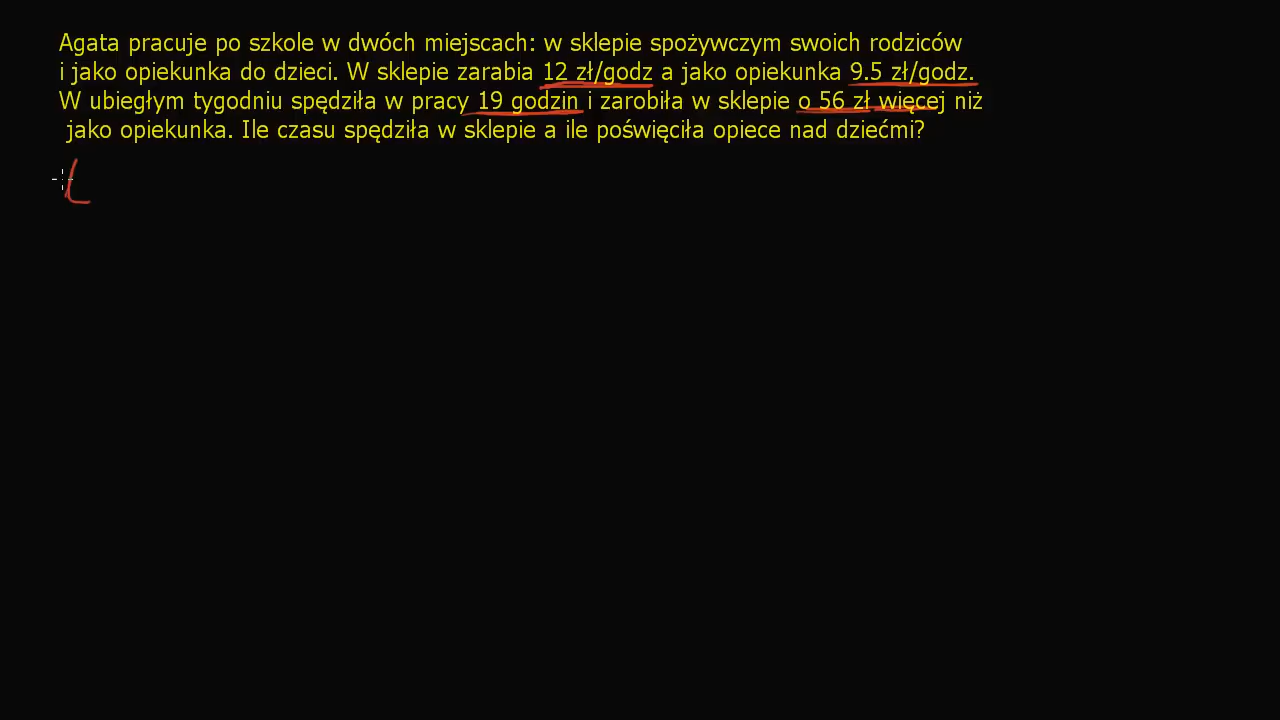 Agata pracuje po szkole w dwóch miejscach: w sklepie spożywczym swoich rodziców
i jako opiekunka do dzieci. W sklepie zarabia 12 zł/godz a jako opiekunka 9.5 zł/godz.
W ubiegłym tygodniu spędziła w pracy 19 godzin i zarobiła w sklepie o 56 zł więcej niż
jako opiekunka. Ile czasu spędziła w sklepie a ile poświęciła opiece nad dziećmi?